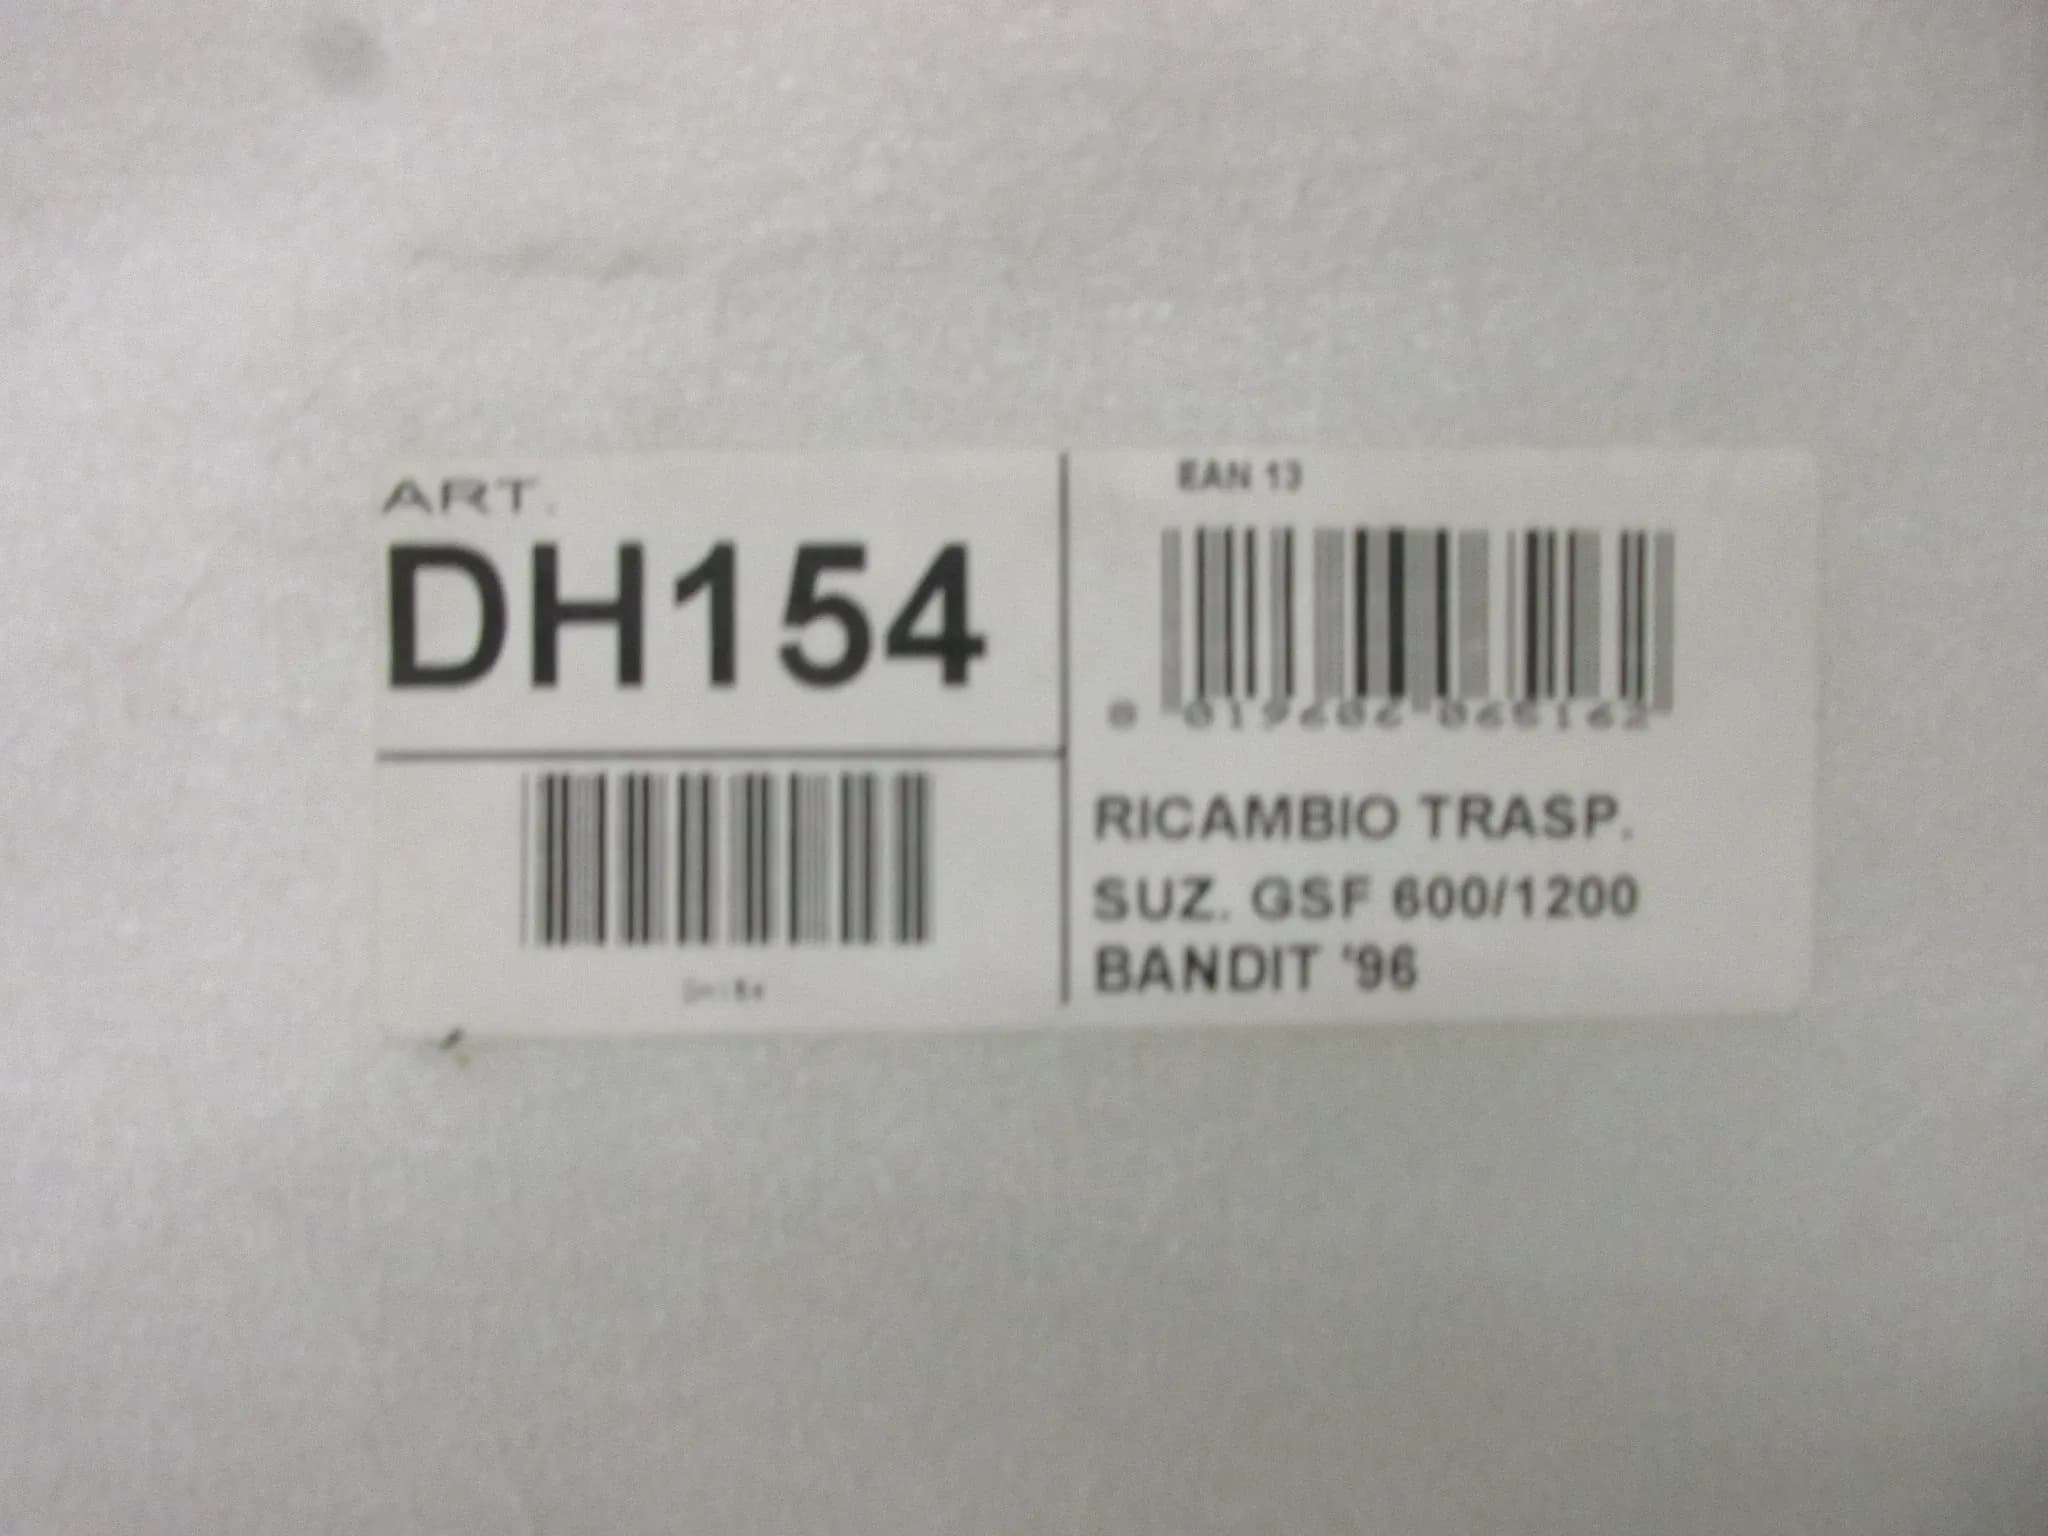 ART.
DH154
EAN 13
RICAMBIO TRASP.
SUZ. GSF 600/1200
BANDIT '96